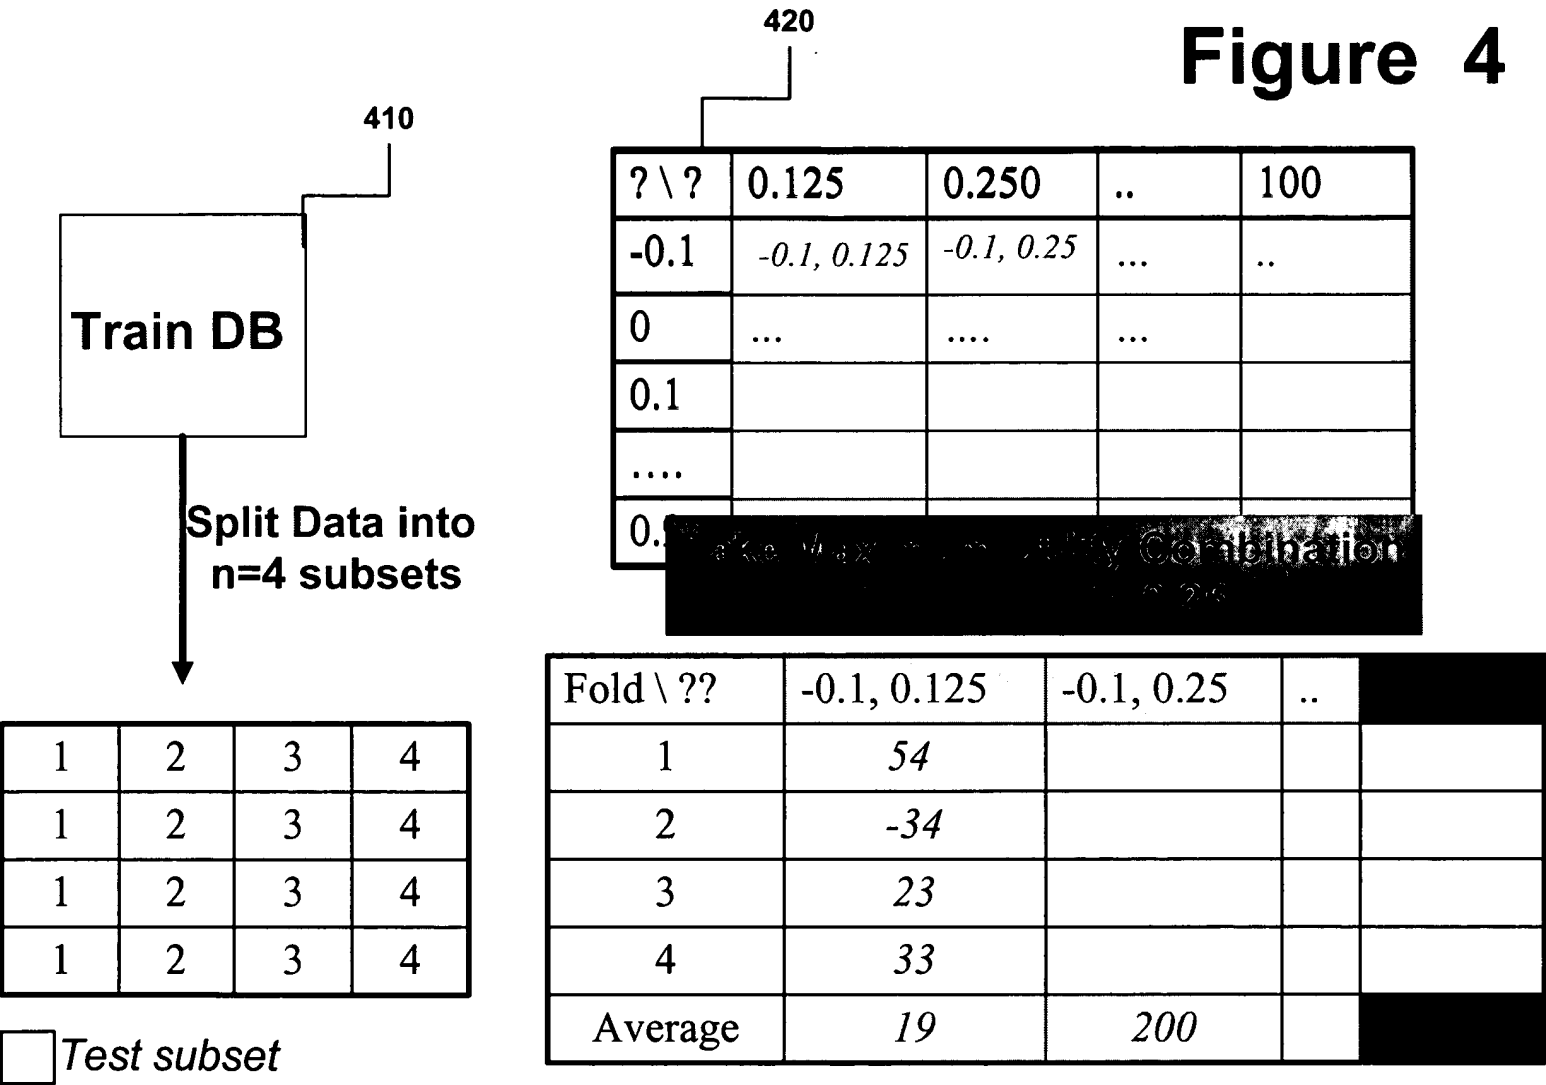 Figure 4
420
410
Train DB
Split Data into
n=4 subsets
1 2 3 4
1 2 3 4
1 2 3 4
1 2 3 4
Test subset
? \ ? 0.125 0.250 .. 100
-0.1 -0.1, 0.125 -0.1, 0.25 ... ..
0 ... .... ...
0.1
....
Combination
Fold \ ?? -0.1, 0.125 -0.1, 0.25 ..
1 54
2 -34
3 23
4 33
Average 19 200